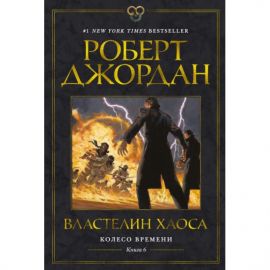 #1 NEW YORK TIMES BESTSELLER
РОБЕРТ
ДЖОРДАН
ВЛАСТЕЛИН ХАОСА
КОЛЕСО ВРЕМЕНИ
Книга 6